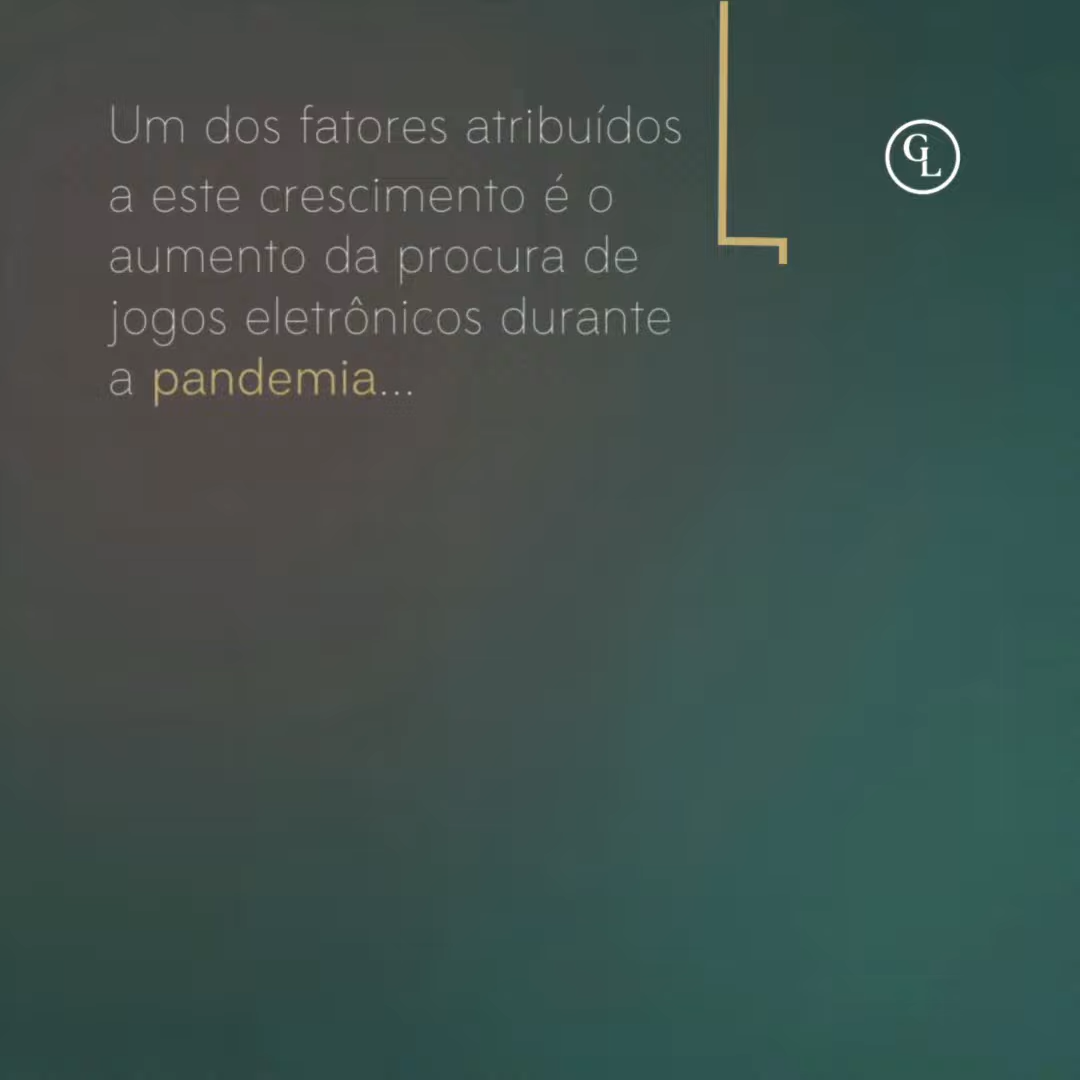 Um dos fatores atribuídos
a este crescimento é o
aumento da procura de
jogos eletrônicos durante
a pandemia...
GL